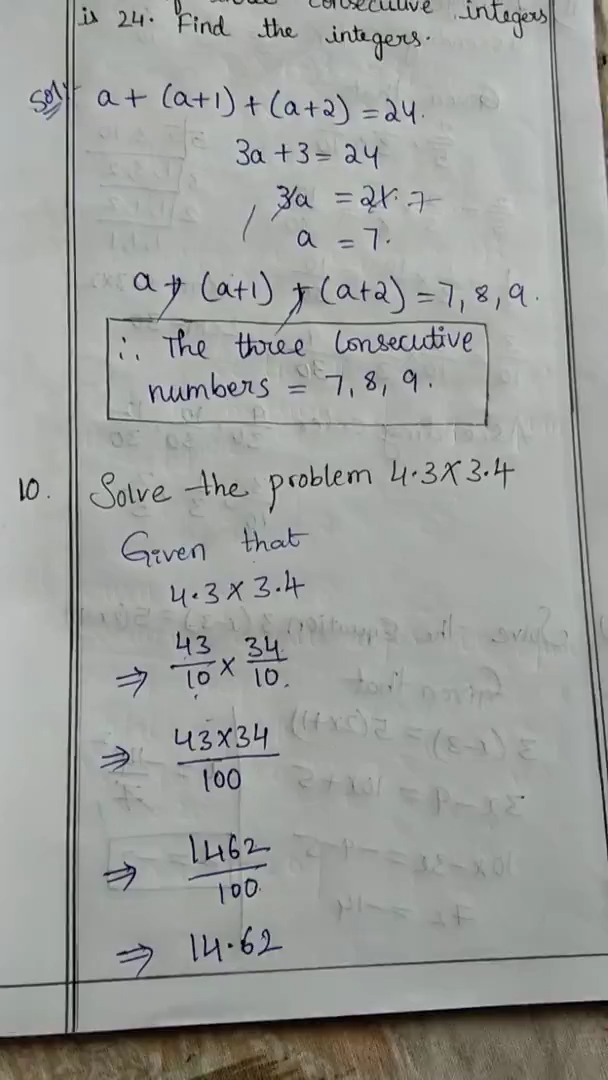 consecutive integers
is 24. Find the integers.
Sol:- a + (a+1) + (a+2) = 24.
3a + 3 = 24
3a = 21 7
a = 7.
a + (a+1) + (a+2) = 7, 8, 9.
∴ The three consecutive
numbers = 7, 8, 9.
10. Solve the problem 4.3 × 3.4
Given that
4.3 × 3.4
⇒ 43/10 × 34/10.
⇒ 43×34/100
⇒ 1462/100
⇒ 14.62